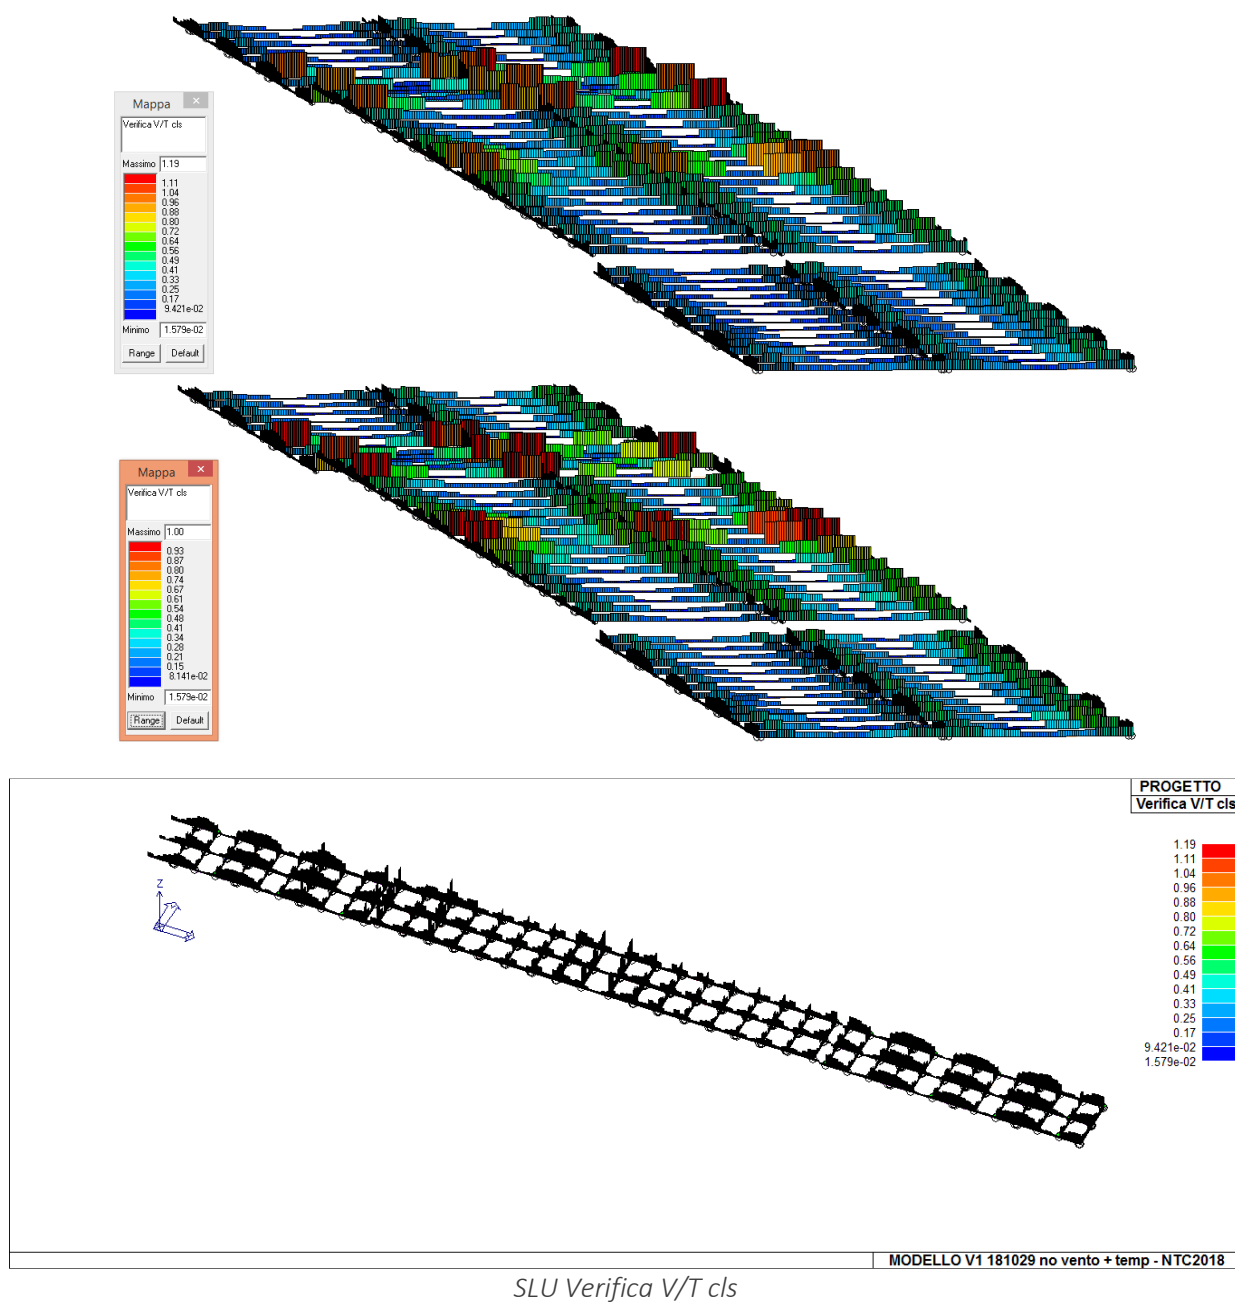 Mappa
Verifica V/T cls
Massimo 1.19
1.11
1.04
0.96
0.88
0.80
0.72
0.64
0.56
0.49
0.41
0.33
0.25
0.17
9.421e-02
Minimo 1.579e-02
Range Default
Mappa
Verifica V/T cls
Massimo 1.00
0.93
0.87
0.80
0.74
0.67
0.61
0.54
0.48
0.41
0.34
0.28
0.21
0.15
8.141e-02
Minimo 1.579e-02
Range Default
PROGETTO
Verifica V/T cls
1.19
1.11
1.04
0.96
0.88
0.80
0.72
0.64
0.56
0.49
0.41
0.33
0.25
0.17
9.421e-02
1.579e-02
Z
MODELLO V1 181029 no vento + temp - NTC2018
SLU Verifica V/T cls